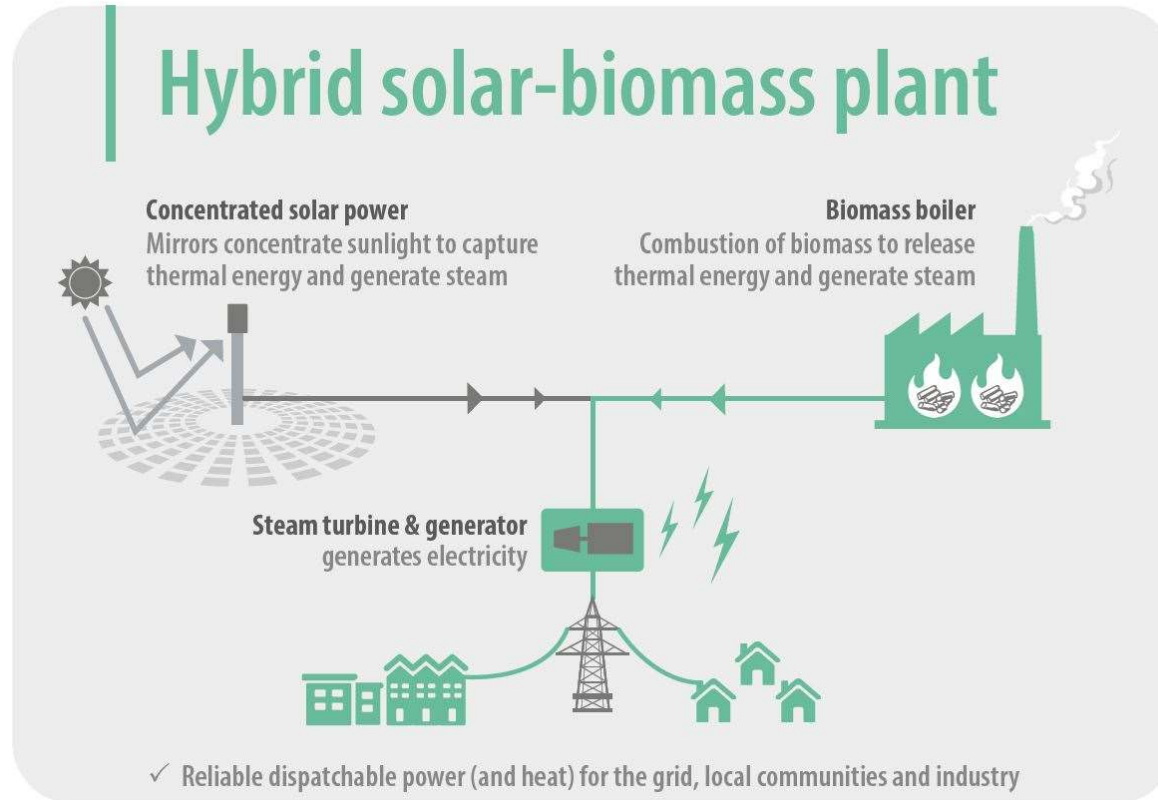 Hybrid solar-biomass plant
Concentrated solar power
Mirrors concentrate sunlight to capture
thermal energy and generate steam
Biomass boiler
Combustion of biomass to release
thermal energy and generate steam
Steam turbine & generator
generates electricity
✓ Reliable dispatchable power (and heat) for the grid, local communities and industry